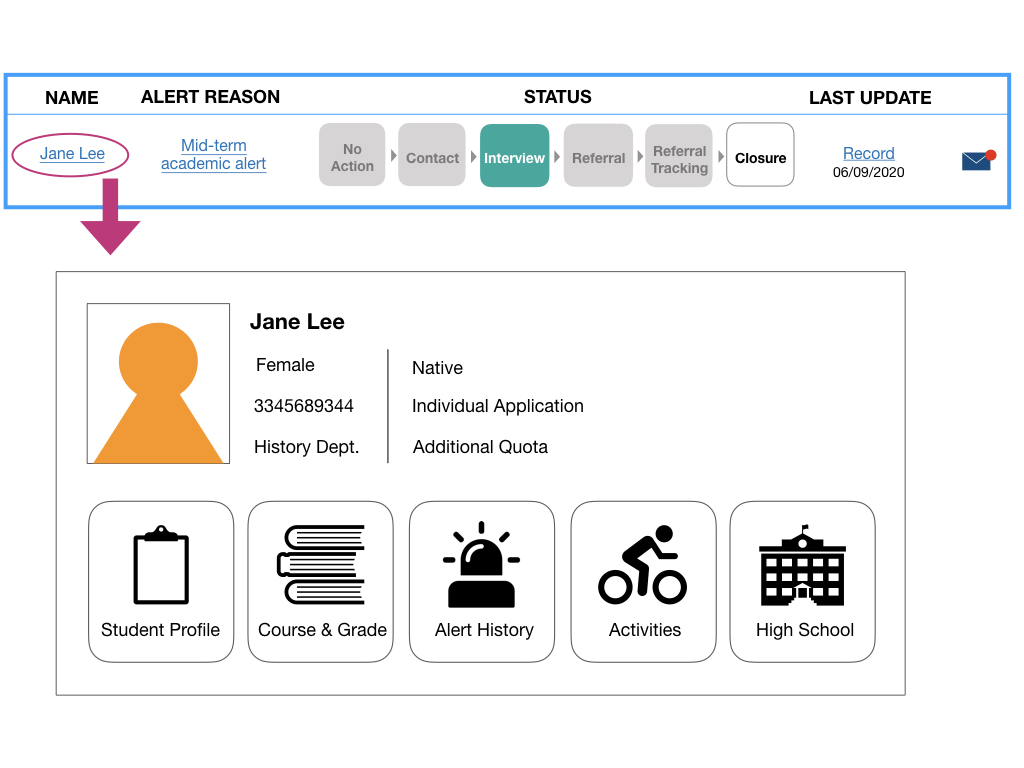 NAME ALERT REASON STATUS LAST UPDATE
Jane Lee
Mid-term
academic alert
No
Action
Contact
Interview
Referral
Referral
Tracking
Closure
Record
06/09/2020
Jane Lee
Female
3345689344
History Dept.
Native
Individual Application
Additional Quota
Student Profile
Course & Grade
Alert History
Activities
High School